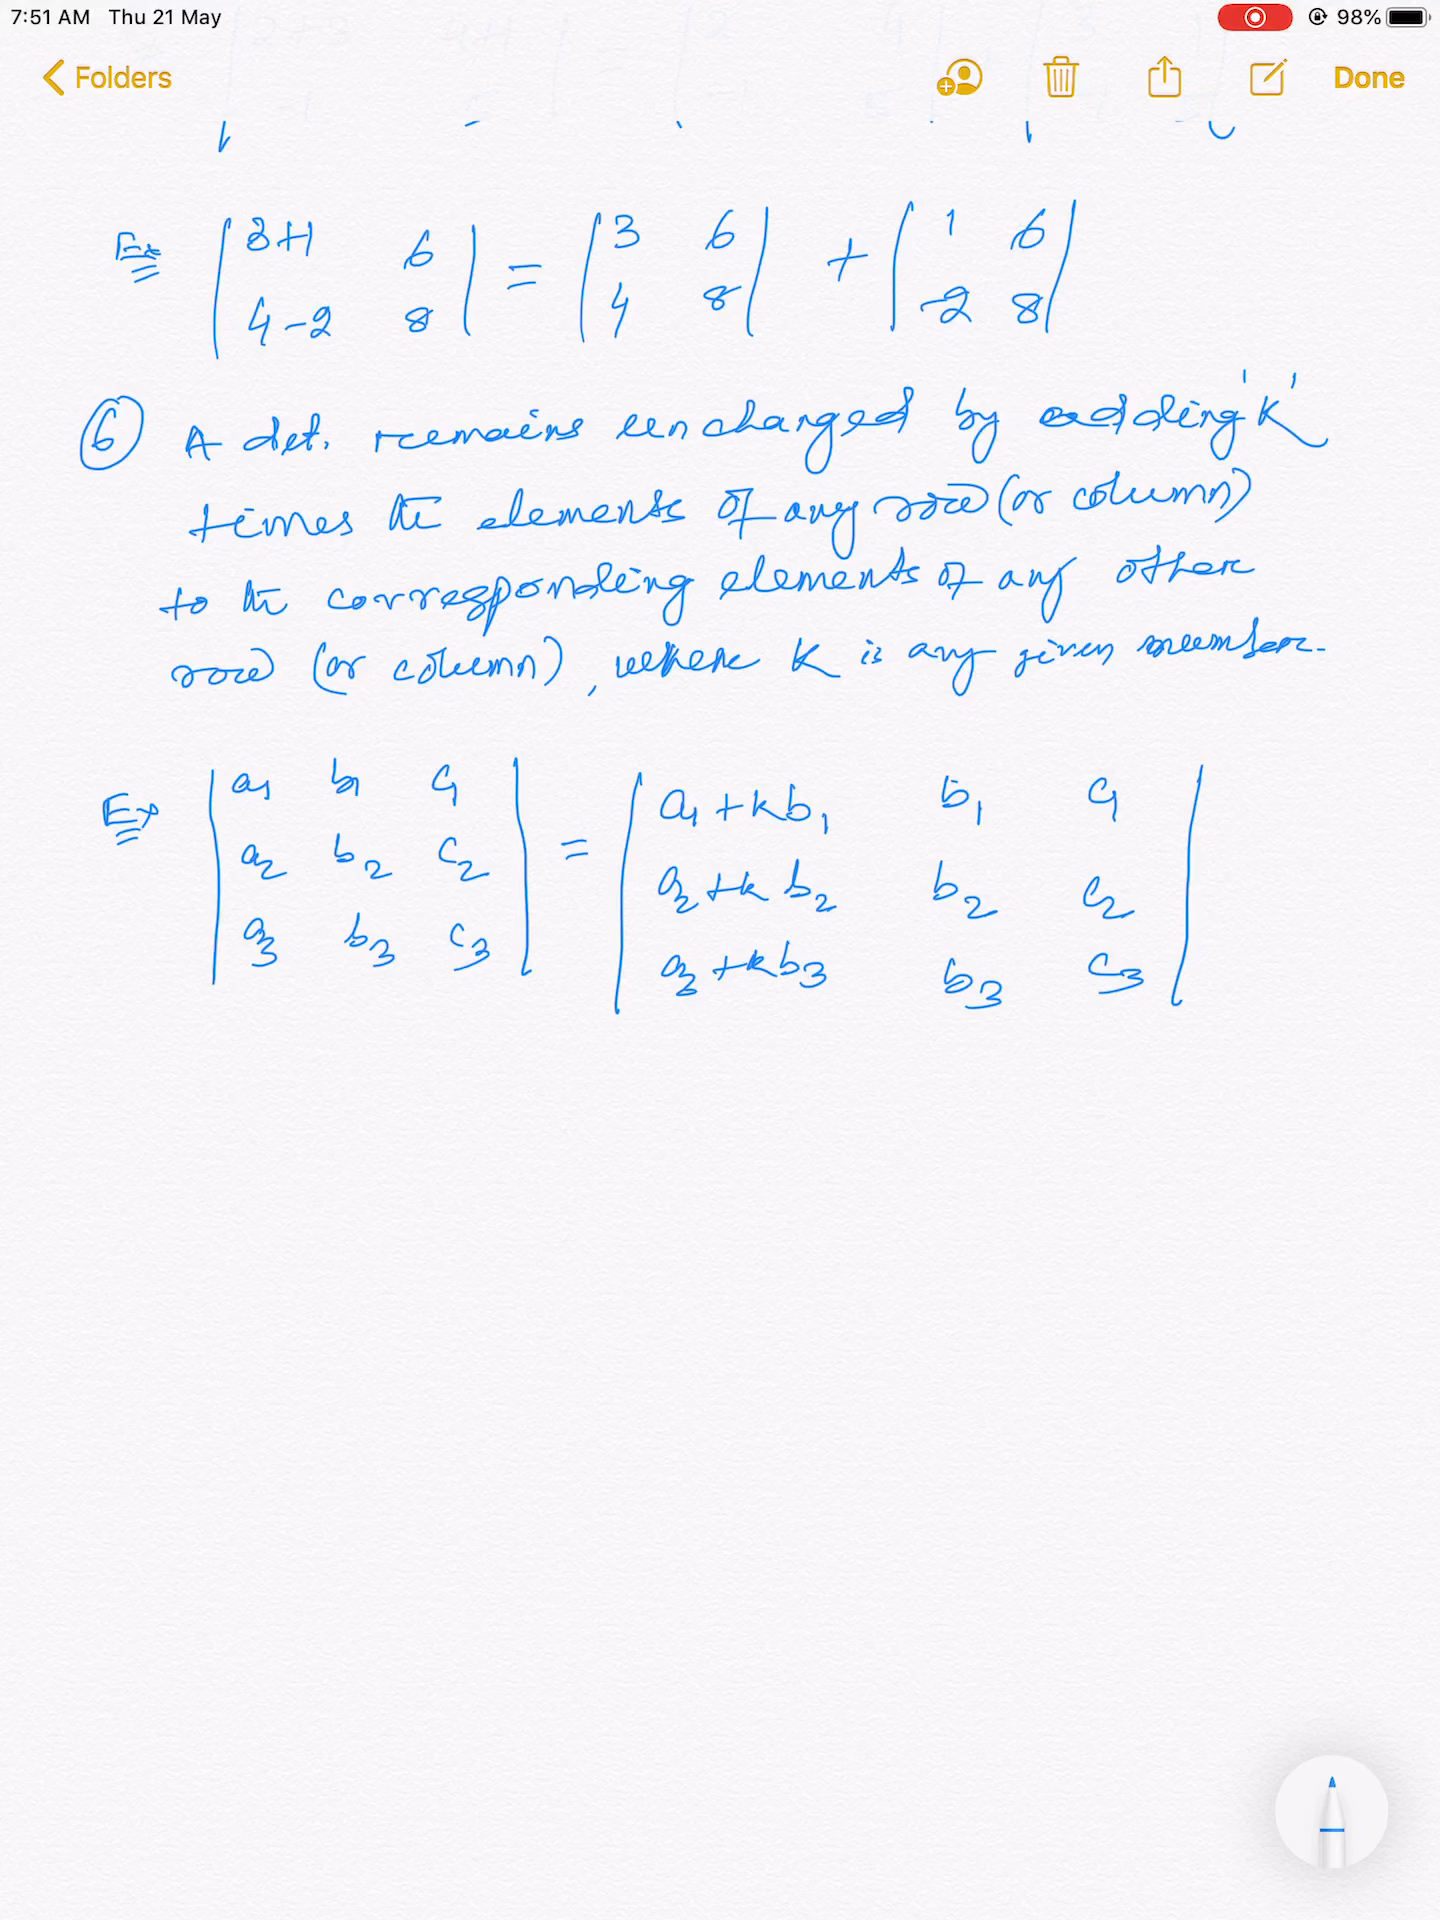 7:51 AM Thu 21 May 98%
Folders Done
Ex | 3+1 6 | = | 3 6 | + | 1 6 |
| 4-2 8 | | 4 8 | | -2 8 |
6 A det. remains unchanged by adding 'K'
times the elements of any row (or column)
to the corresponding elements of any other
row (or column), where K is any given number.
Ex | a1 b1 c1 | = | a1+kb1 b1 c1 |
| a2 b2 c2 | | a2+kb2 b2 c2 |
| a3 b3 c3 | | a3+kb3 b3 c3 |